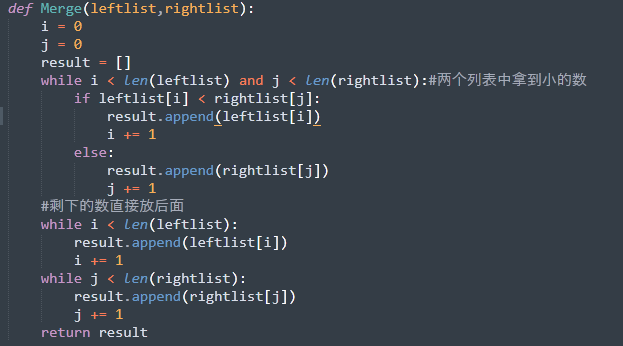 def Merge(leftlist,rightlist):
    i = 0
    j = 0
    result = []
    while i < len(leftlist) and j < len(rightlist):#两个列表中拿到小的数
        if leftlist[i] < rightlist[j]:
            result.append(leftlist[i])
            i += 1
        else:
            result.append(rightlist[j])
            j += 1
    #剩下的数直接放后面
    while i < len(leftlist):
        result.append(leftlist[i])
        i += 1
    while j < len(rightlist):
        result.append(rightlist[j])
        j += 1
    return result